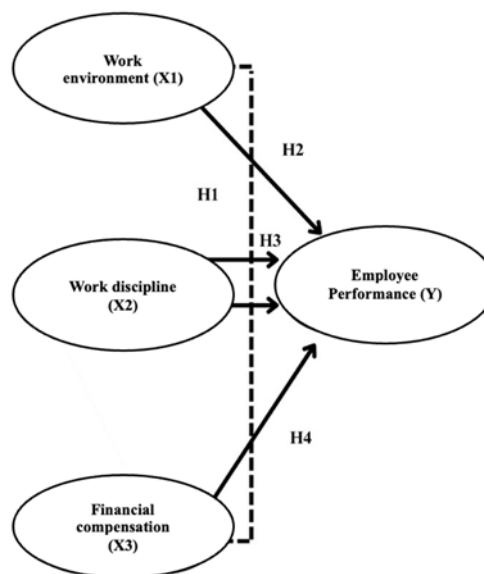 Work
environment (X1)
H2
H1
H3
Work discipline
(X2)
Employee
Performance (Y)
H4
Financial
compensation
(X3)